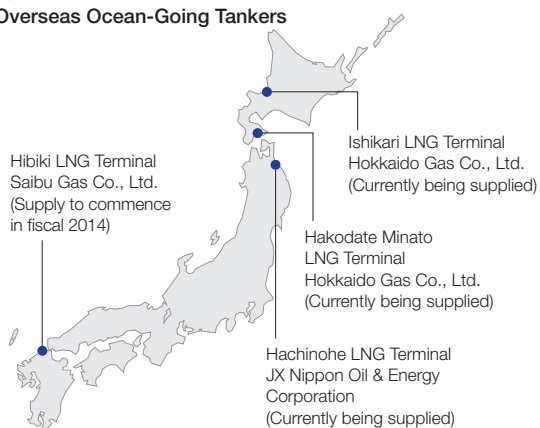 Overseas Ocean-Going Tankers
Ishikari LNG Terminal
Hokkaido Gas Co., Ltd.
(Currently being supplied)
Hibiki LNG Terminal
Saibu Gas Co., Ltd.
(Supply to commence
in fiscal 2014)
Hakodate Minato
LNG Terminal
Hokkaido Gas Co., Ltd.
(Currently being supplied)
Hachinohe LNG Terminal
JX Nippon Oil & Energy
Corporation
(Currently being supplied)